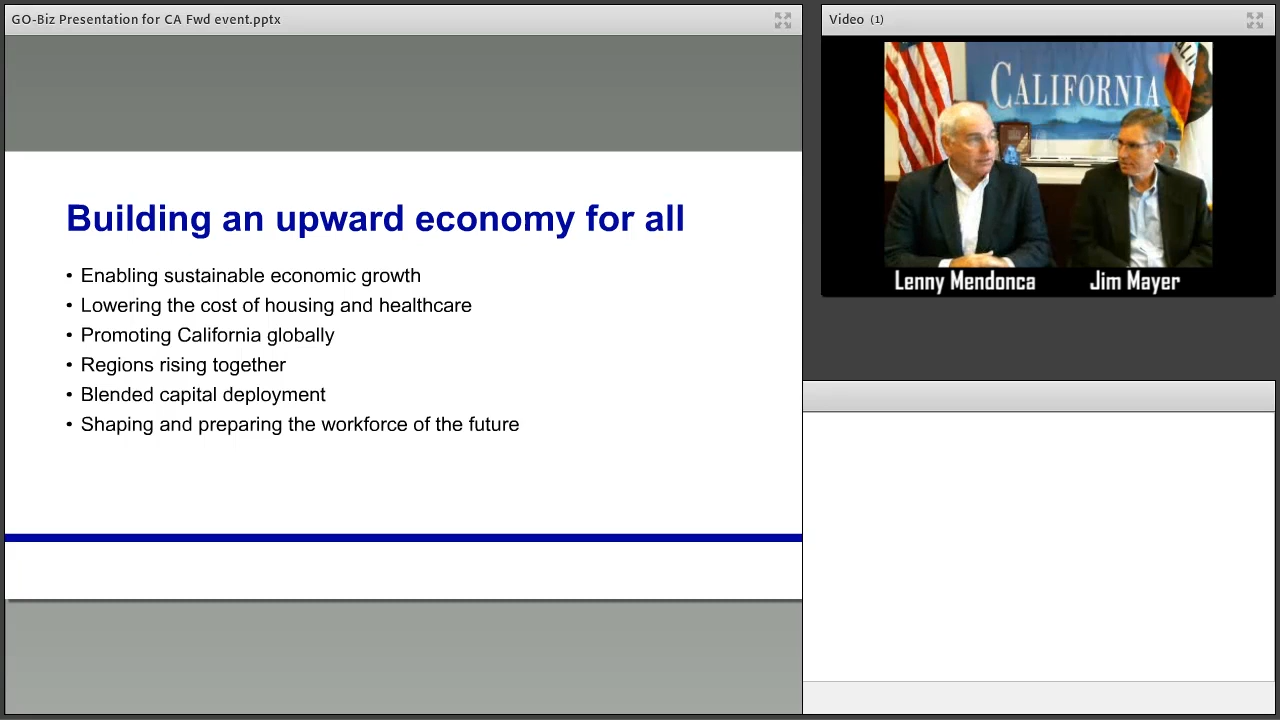 GO-Biz Presentation for CA Fwd event.pptx
Building an upward economy for all
• Enabling sustainable economic growth
• Lowering the cost of housing and healthcare
• Promoting California globally
• Regions rising together
• Blended capital deployment
• Shaping and preparing the workforce of the future
Video (1)
CALIFORNIA
CALIF
Lenny Mendonca
Jim Mayer